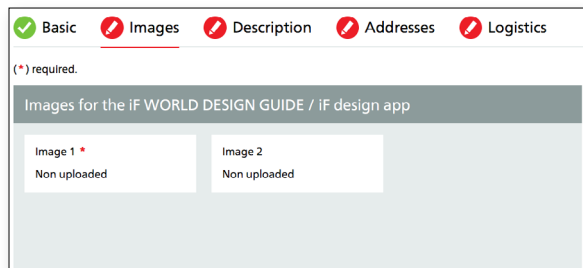 Basic Images Description Addresses Logistics
(*) required.
Images for the iF WORLD DESIGN GUIDE / iF design app
Image 1 * Image 2
Non uploaded Non uploaded